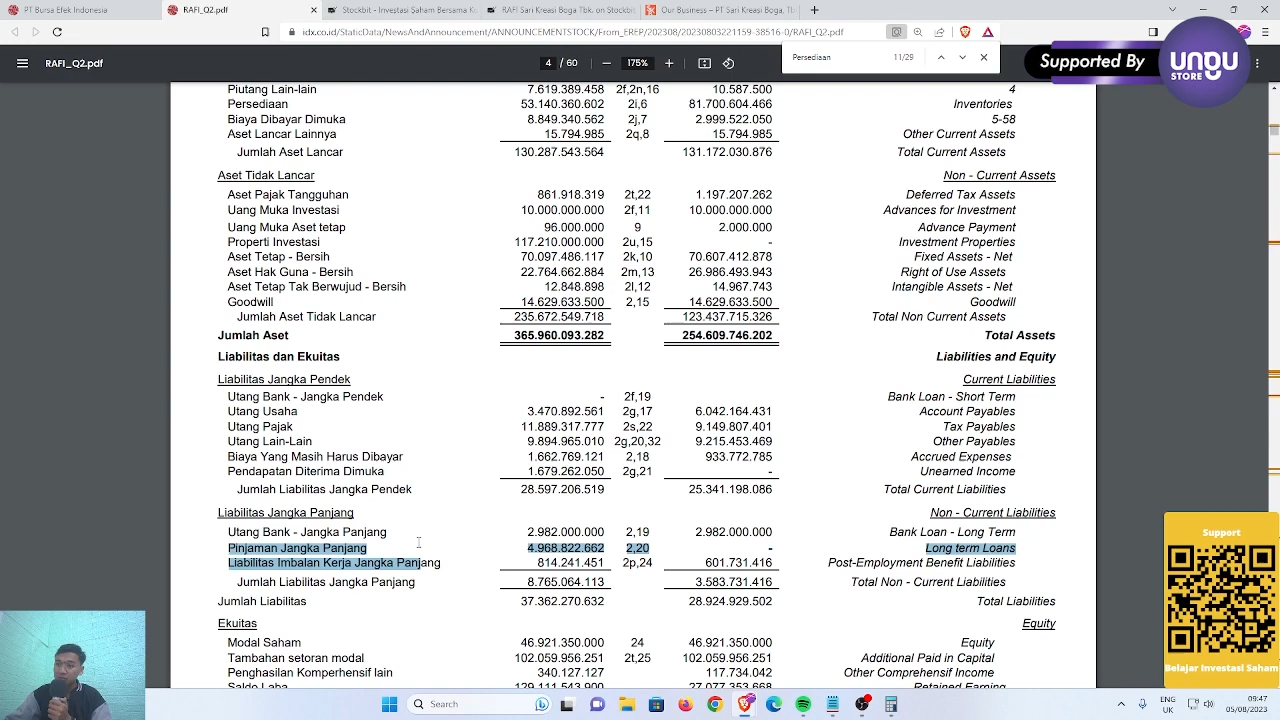 PT Bursa Efek Indonesia
RAFI_Q2.pdf
Stockbit - Investasi Saham Bersama Ko
RAFI Sari Kreasi Boga Tbk. on Stockbit
Our Business – RAFI, Tbk
idx.co.id/StaticData/NewsAndAnnouncement/ANNOUNCEMENTSTOCK/From_EREP/202308/20230803221159-38516-0/RAFI_Q2.pdf
RAFI_Q2.pdf
4 / 60
175%
Persediaan 11/29
Supported By
UNGU
STORE
Piutang Lain-lain 7.619.389.458 2f,2n,16 10.587.500 4
Persediaan 53.140.360.602 2i,6 81.700.604.466 Inventories
Biaya Dibayar Dimuka 8.849.340.562 2j,7 2.999.522.050 5-58
Aset Lancar Lainnya 15.794.985 2q,8 15.794.985 Other Current Assets
Jumlah Aset Lancar 130.287.543.564 131.172.030.876 Total Current Assets
Aset Tidak Lancar Non - Current Assets
Aset Pajak Tangguhan 861.918.319 2t,22 1.197.207.262 Deferred Tax Assets
Uang Muka Investasi 10.000.000.000 2f,11 10.000.000.000 Advances for Investment
Uang Muka Aset tetap 96.000.000 9 2.000.000 Advance Payment
Properti Investasi 117.210.000.000 2u,15 - Investment Properties
Aset Tetap - Bersih 70.097.486.117 2k,10 70.607.412.878 Fixed Assets - Net
Aset Hak Guna - Bersih 22.764.662.884 2m,13 26.986.493.943 Right of Use Assets
Aset Tetap Tak Berwujud - Bersih 12.848.898 2l,12 14.967.743 Intangible Assets - Net
Goodwill 14.629.633.500 2,15 14.629.633.500 Goodwill
Jumlah Aset Tidak Lancar 235.672.549.718 123.437.715.326 Total Non Current Assets
Jumlah Aset 365.960.093.282 254.609.746.202 Total Assets
Liabilitas dan Ekuitas Liabilities and Equity
Liabilitas Jangka Pendek Current Liabilities
Utang Bank - Jangka Pendek - 2f,19 Bank Loan - Short Term
Utang Usaha 3.470.892.561 2g,17 6.042.164.431 Account Payables
Utang Pajak 11.889.317.777 2s,22 9.149.807.401 Tax Payables
Utang Lain-Lain 9.894.965.010 2g,20,32 9.215.453.469 Other Payables
Biaya Yang Masih Harus Dibayar 1.662.769.121 2,18 933.772.785 Accrued Expenses
Pendapatan Diterima Dimuka 1.679.262.050 2g,21 - Unearned Income
Jumlah Liabilitas Jangka Pendek 28.597.206.519 25.341.198.086 Total Current Liabilities
Liabilitas Jangka Panjang Non - Current Liabilities
Utang Bank - Jangka Panjang 2.982.000.000 2,19 2.982.000.000 Bank Loan - Long Term
Pinjaman Jangka Panjang 4.968.822.662 2,20 - Long term Loans
Liabilitas Imbalan Kerja Jangka Panjang 814.241.451 2p,24 601.731.416 Post-Employment Benefit Liabilities
Jumlah Liabilitas Jangka Panjang 8.765.064.113 3.583.731.416 Total Non - Current Liabilities
Jumlah Liabilitas 37.362.270.632 28.924.929.502 Total Liabilities
Ekuitas Equity
Modal Saham 46.921.350.000 24 46.921.350.000 Equity
Tambahan setoran modal 102.059.956.251 2t,25 102.059.956.251 Additional Paid in Capital
Penghasilan Komperhensif lain 340.127.127 117.734.042 Other Comprehensif Income
Saldo Laba Retained Earning
Support
Belajar Investasi Saham
Search
ENG
UK
09:47
05/08/2023